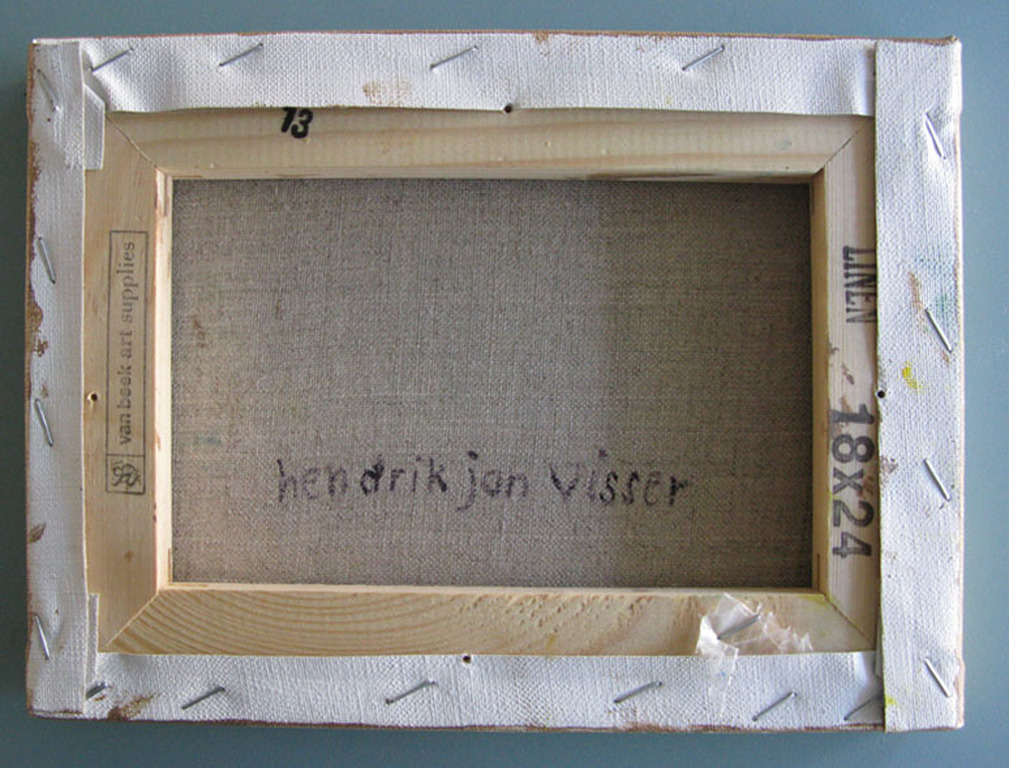 13
van beek art supplies
LINEN 18x24
hendrik jan visser